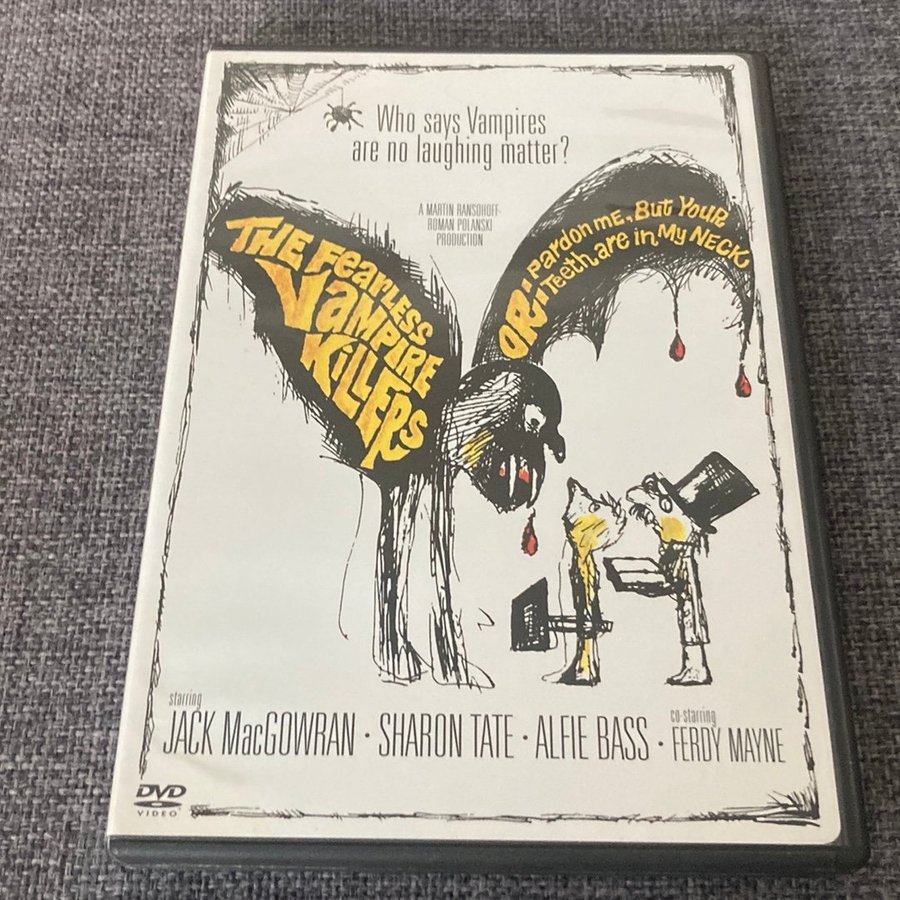 Who says Vampires
are no laughing matter?
A MARTIN RANSOHOFF-
ROMAN POLANSKI
PRODUCTION
THE FEARLESS
VAMPIRE
KILLERS
OR: Pardon me, But Your
Teeth are in My NECK
starring
JACK MacGOWRAN · SHARON TATE · ALFIE BASS ·
co-starring
FERDY MAYNE
DVD
VIDEO